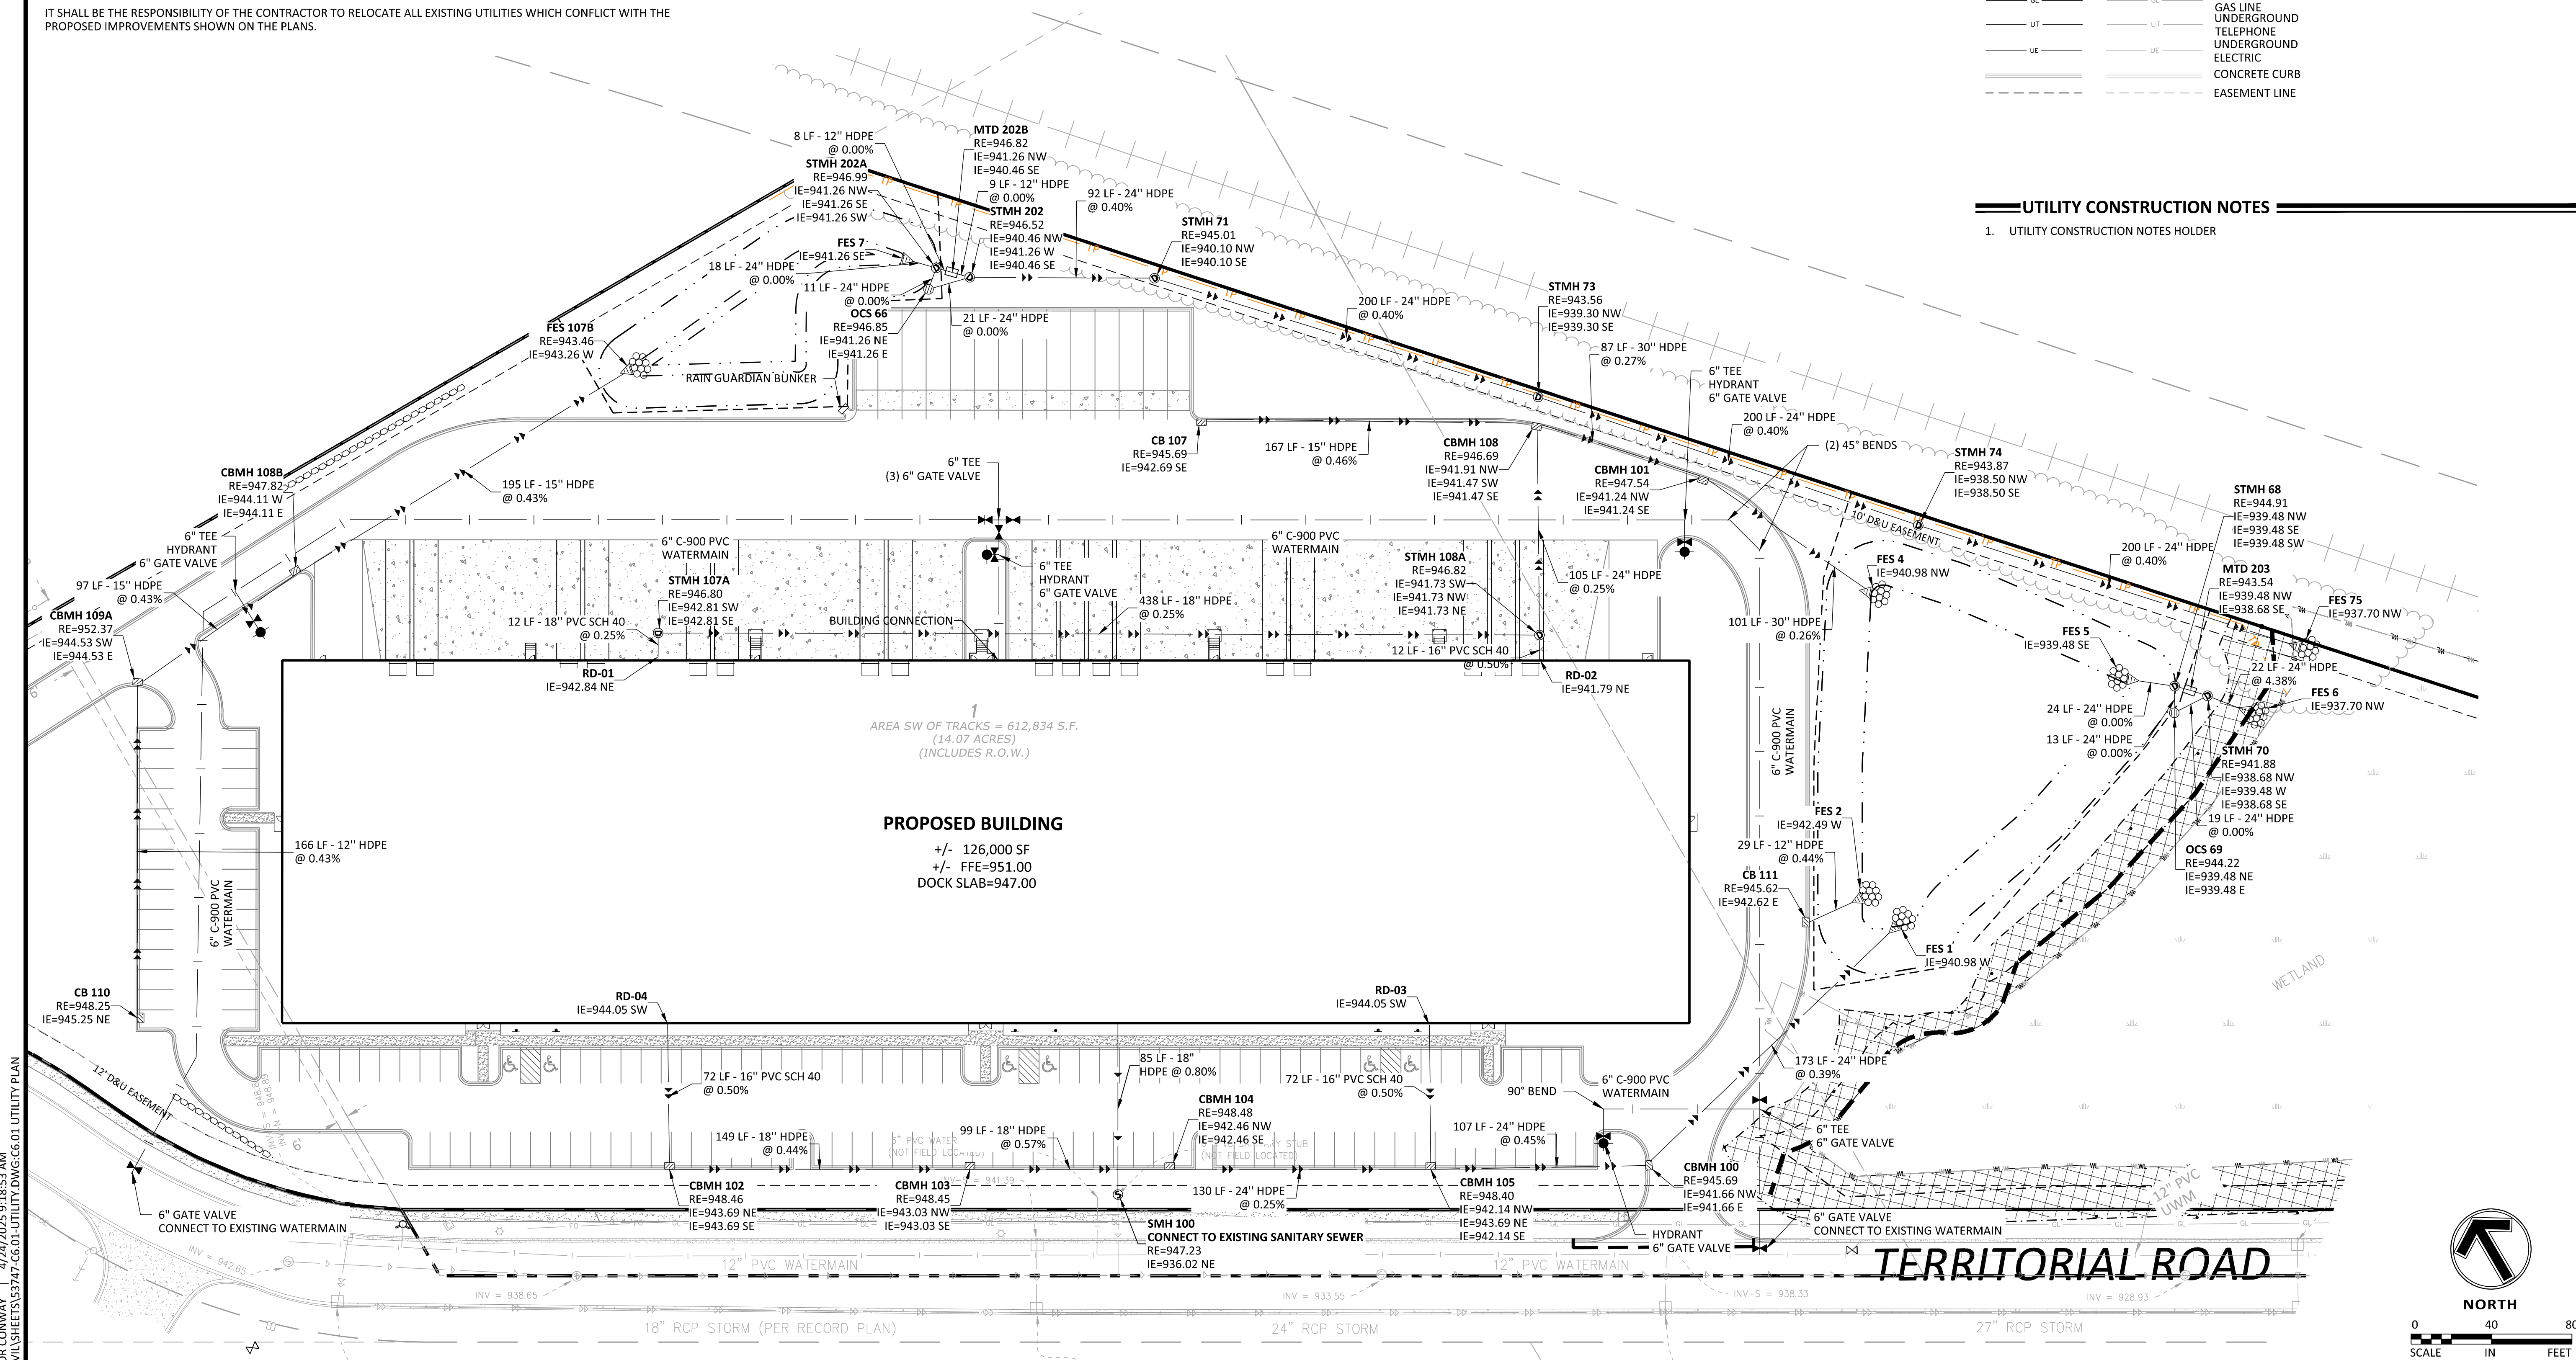 IT SHALL BE THE RESPONSIBILITY OF THE CONTRACTOR TO RELOCATE ALL EXISTING UTILITIES WHICH CONFLICT WITH THE
PROPOSED IMPROVEMENTS SHOWN ON THE PLANS.
GL
GL
GAS LINE
UT
UT
UNDERGROUND
TELEPHONE
UE
UE
UNDERGROUND
ELECTRIC
CONCRETE CURB
EASEMENT LINE
UTILITY CONSTRUCTION NOTES
1. UTILITY CONSTRUCTION NOTES HOLDER
8 LF - 12" HDPE
@ 0.00%
STMH 202A
RE=946.99
IE=941.26 NW
IE=941.26 SE
IE=941.26 SW
MTD 202B
RE=946.82
IE=941.26 NW
IE=940.46 SE
9 LF - 12" HDPE
@ 0.00%
STMH 202
RE=946.52
IE=940.46 NW
IE=941.26 W
IE=940.46 SE
92 LF - 24" HDPE
@ 0.40%
STMH 71
RE=945.01
IE=940.10 NW
IE=940.10 SE
FES 7
IE=941.26 SE
18 LF - 24" HDPE
@ 0.00%
11 LF - 24" HDPE
@ 0.00%
OCS 66
RE=946.85
IE=941.26 NE
IE=941.26 E
21 LF - 24" HDPE
@ 0.00%
FES 107B
RE=943.46
IE=943.26 W
RAIN GUARDIAN BUNKER
200 LF - 24" HDPE
@ 0.40%
STMH 73
RE=943.56
IE=939.30 NW
IE=939.30 SE
87 LF - 30" HDPE
@ 0.27%
6" TEE
HYDRANT
6" GATE VALVE
200 LF - 24" HDPE
@ 0.40%
(2) 45° BENDS
CB 107
RE=945.69
IE=942.69 SE
167 LF - 15" HDPE
@ 0.46%
CBMH 108
RE=946.69
IE=941.91 NW
IE=941.47 SW
IE=941.47 SE
CBMH 101
RE=947.54
IE=941.24 NW
IE=941.24 SE
STMH 74
RE=943.87
IE=938.50 NW
IE=938.50 SE
10' D&U EASEMENT
STMH 68
RE=944.91
IE=939.48 NW
IE=939.48 SE
IE=939.48 SW
200 LF - 24" HDPE
@ 0.40%
MTD 203
RE=943.54
IE=939.48 NW
IE=938.68 SE
FES 75
IE=937.70 NW
CBMH 108B
RE=947.82
IE=944.11 W
IE=944.11 E
195 LF - 15" HDPE
@ 0.43%
6" TEE
(3) 6" GATE VALVE
6" TEE
HYDRANT
6" GATE VALVE
97 LF - 15" HDPE
@ 0.43%
CBMH 109A
RE=952.37
IE=944.53 SW
IE=944.53 E
6" C-900 PVC
WATERMAIN
STMH 107A
RE=946.80
IE=942.81 SW
IE=942.81 SE
12 LF - 18" PVC SCH 40
@ 0.25%
6" TEE
HYDRANT
6" GATE VALVE
BUILDING CONNECTION
438 LF - 18" HDPE
@ 0.25%
6" C-900 PVC
WATERMAIN
STMH 108A
RE=946.82
IE=941.73 SW
IE=941.73 NW
IE=941.73 NE
12 LF - 16" PVC SCH 40
@ 0.50%
105 LF - 24" HDPE
@ 0.25%
101 LF - 30" HDPE
@ 0.26%
FES 4
IE=940.98 NW
FES 5
IE=939.48 SE
RD-01
IE=942.84 NE
RD-02
IE=941.79 NE
22 LF - 24" HDPE
@ 4.38%
FES 6
IE=937.70 NW
24 LF - 24" HDPE
@ 0.00%
13 LF - 24" HDPE
@ 0.00%
STMH 70
RE=941.88
IE=938.68 NW
IE=939.48 W
IE=938.68 SE
19 LF - 24" HDPE
@ 0.00%
OCS 69
RE=944.22
IE=939.48 NE
IE=939.48 E
1
AREA SW OF TRACKS = 612,834 S.F.
(14.07 ACRES)
(INCLUDES R.O.W.)
PROPOSED BUILDING
+/- 126,000 SF
+/- FFE=951.00
DOCK SLAB=947.00
6" C-900 PVC
WATERMAIN
166 LF - 12" HDPE
@ 0.43%
6" C-900 PVC
WATERMAIN
FES 2
IE=942.49 W
29 LF - 12" HDPE
@ 0.44%
CB 111
RE=945.62
IE=942.62 E
FES 1
IE=940.98 W
WETLAND
CB 110
RE=948.25
IE=945.25 NE
RD-04
IE=944.05 SW
RD-03
IE=944.05 SW
12' D&U EASEMENT
72 LF - 16" PVC SCH 40
@ 0.50%
85 LF - 18"
HDPE @ 0.80%
72 LF - 16" PVC SCH 40
@ 0.50%
90° BEND
6" C-900 PVC
WATERMAIN
173 LF - 24" HDPE
@ 0.39%
CBMH 104
RE=948.48
IE=942.46 NW
IE=942.46 SE
149 LF - 18" HDPE
@ 0.44%
99 LF - 18" HDPE
@ 0.57%
107 LF - 24" HDPE
@ 0.45%
6" TEE
6" GATE VALVE
CBMH 102
RE=948.46
IE=943.69 NE
IE=943.69 SE
CBMH 103
RE=948.45
IE=943.03 NW
IE=943.03 SE
INV-S = 941.39
130 LF - 24" HDPE
@ 0.25%
CBMH 105
RE=948.40
IE=942.14 NW
IE=943.69 NE
IE=942.14 SE
CBMH 100
RE=945.69
IE=941.66 NW
IE=941.66 E
12" PVC
UWM
6" GATE VALVE
CONNECT TO EXISTING WATERMAIN
SMH 100
CONNECT TO EXISTING SANITARY SEWER
RE=947.23
IE=936.02 NE
HYDRANT
6" GATE VALVE
6" GATE VALVE
CONNECT TO EXISTING WATERMAIN
INV = 942.65
12" PVC WATERMAIN
12" PVC WATERMAIN
TERRITORIAL ROAD
INV = 938.65
INV = 933.55
INV-S = 938.33
INV = 928.93
18" RCP STORM (PER RECORD PLAN)
24" RCP STORM
27" RCP STORM
NORTH
0 40 80
SCALE IN FEET
4/24/2025 9:18:53 AM
VIL\SHEETS\53747-C6.01-UTILITY.DWG:C6.01 UTILITY PLAN